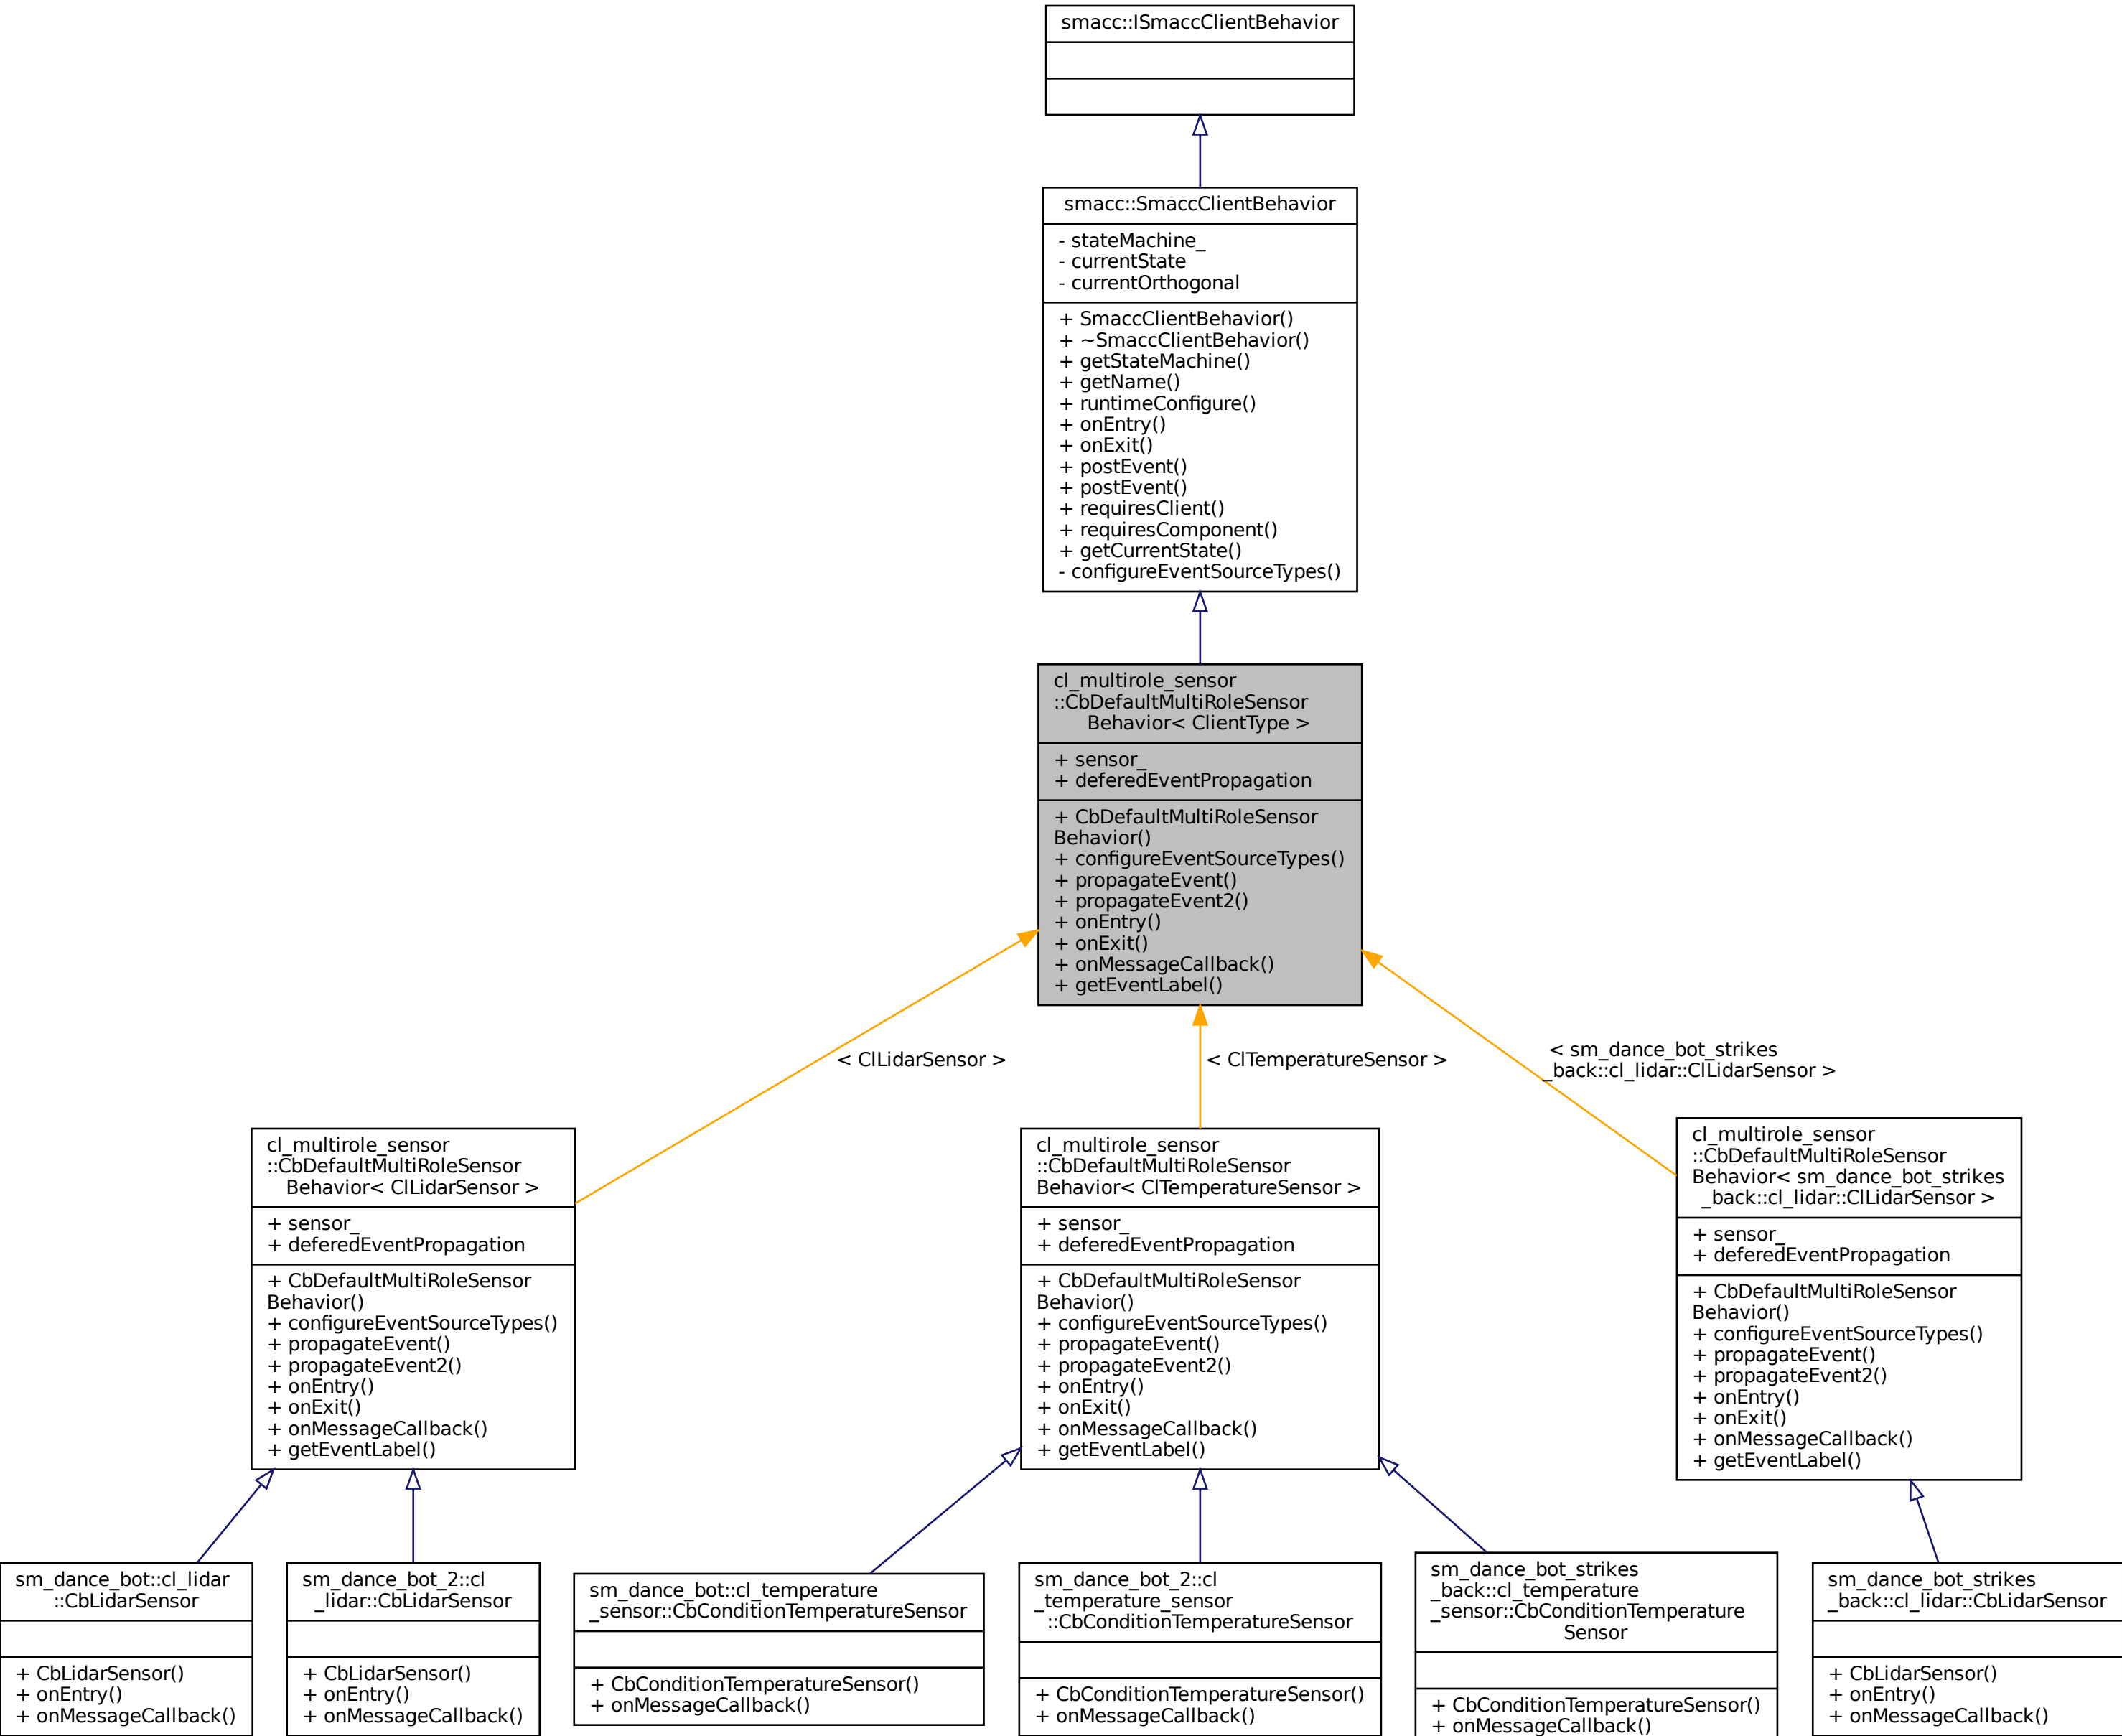 smacc::ISmaccClientBehavior
smacc::SmaccClientBehavior
- stateMachine_
- currentState
- currentOrthogonal
+ SmaccClientBehavior()
+ ~SmaccClientBehavior()
+ getStateMachine()
+ getName()
+ runtimeConfigure()
+ onEntry()
+ onExit()
+ postEvent()
+ postEvent()
+ requiresClient()
+ requiresComponent()
+ getCurrentState()
- configureEventSourceTypes()
cl_multirole_sensor
::CbDefaultMultiRoleSensor
Behavior< ClientType >
+ sensor_
+ deferedEventPropagation
+ CbDefaultMultiRoleSensor
Behavior()
+ configureEventSourceTypes()
+ propagateEvent()
+ propagateEvent2()
+ onEntry()
+ onExit()
+ onMessageCallback()
+ getEventLabel()
< ClLidarSensor >
< ClTemperatureSensor >
< sm_dance_bot_strikes
_back::cl_lidar::ClLidarSensor >
cl_multirole_sensor
::CbDefaultMultiRoleSensor
Behavior< ClLidarSensor >
+ sensor_
+ deferedEventPropagation
+ CbDefaultMultiRoleSensor
Behavior()
+ configureEventSourceTypes()
+ propagateEvent()
+ propagateEvent2()
+ onEntry()
+ onExit()
+ onMessageCallback()
+ getEventLabel()
cl_multirole_sensor
::CbDefaultMultiRoleSensor
Behavior< ClTemperatureSensor >
+ sensor_
+ deferedEventPropagation
+ CbDefaultMultiRoleSensor
Behavior()
+ configureEventSourceTypes()
+ propagateEvent()
+ propagateEvent2()
+ onEntry()
+ onExit()
+ onMessageCallback()
+ getEventLabel()
cl_multirole_sensor
::CbDefaultMultiRoleSensor
Behavior< sm_dance_bot_strikes
_back::cl_lidar::ClLidarSensor >
+ sensor_
+ deferedEventPropagation
+ CbDefaultMultiRoleSensor
Behavior()
+ configureEventSourceTypes()
+ propagateEvent()
+ propagateEvent2()
+ onEntry()
+ onExit()
+ onMessageCallback()
+ getEventLabel()
sm_dance_bot::cl_lidar
::CbLidarSensor
+ CbLidarSensor()
+ onEntry()
+ onMessageCallback()
sm_dance_bot_2::cl
_lidar::CbLidarSensor
+ CbLidarSensor()
+ onEntry()
+ onMessageCallback()
sm_dance_bot::cl_temperature
_sensor::CbConditionTemperatureSensor
+ CbConditionTemperatureSensor()
+ onMessageCallback()
sm_dance_bot_2::cl
_temperature_sensor
::CbConditionTemperatureSensor
+ CbConditionTemperatureSensor()
+ onMessageCallback()
sm_dance_bot_strikes
_back::cl_temperature
_sensor::CbConditionTemperature
Sensor
+ CbConditionTemperatureSensor()
+ onMessageCallback()
sm_dance_bot_strikes
_back::cl_lidar::CbLidarSensor
+ CbLidarSensor()
+ onEntry()
+ onMessageCallback()